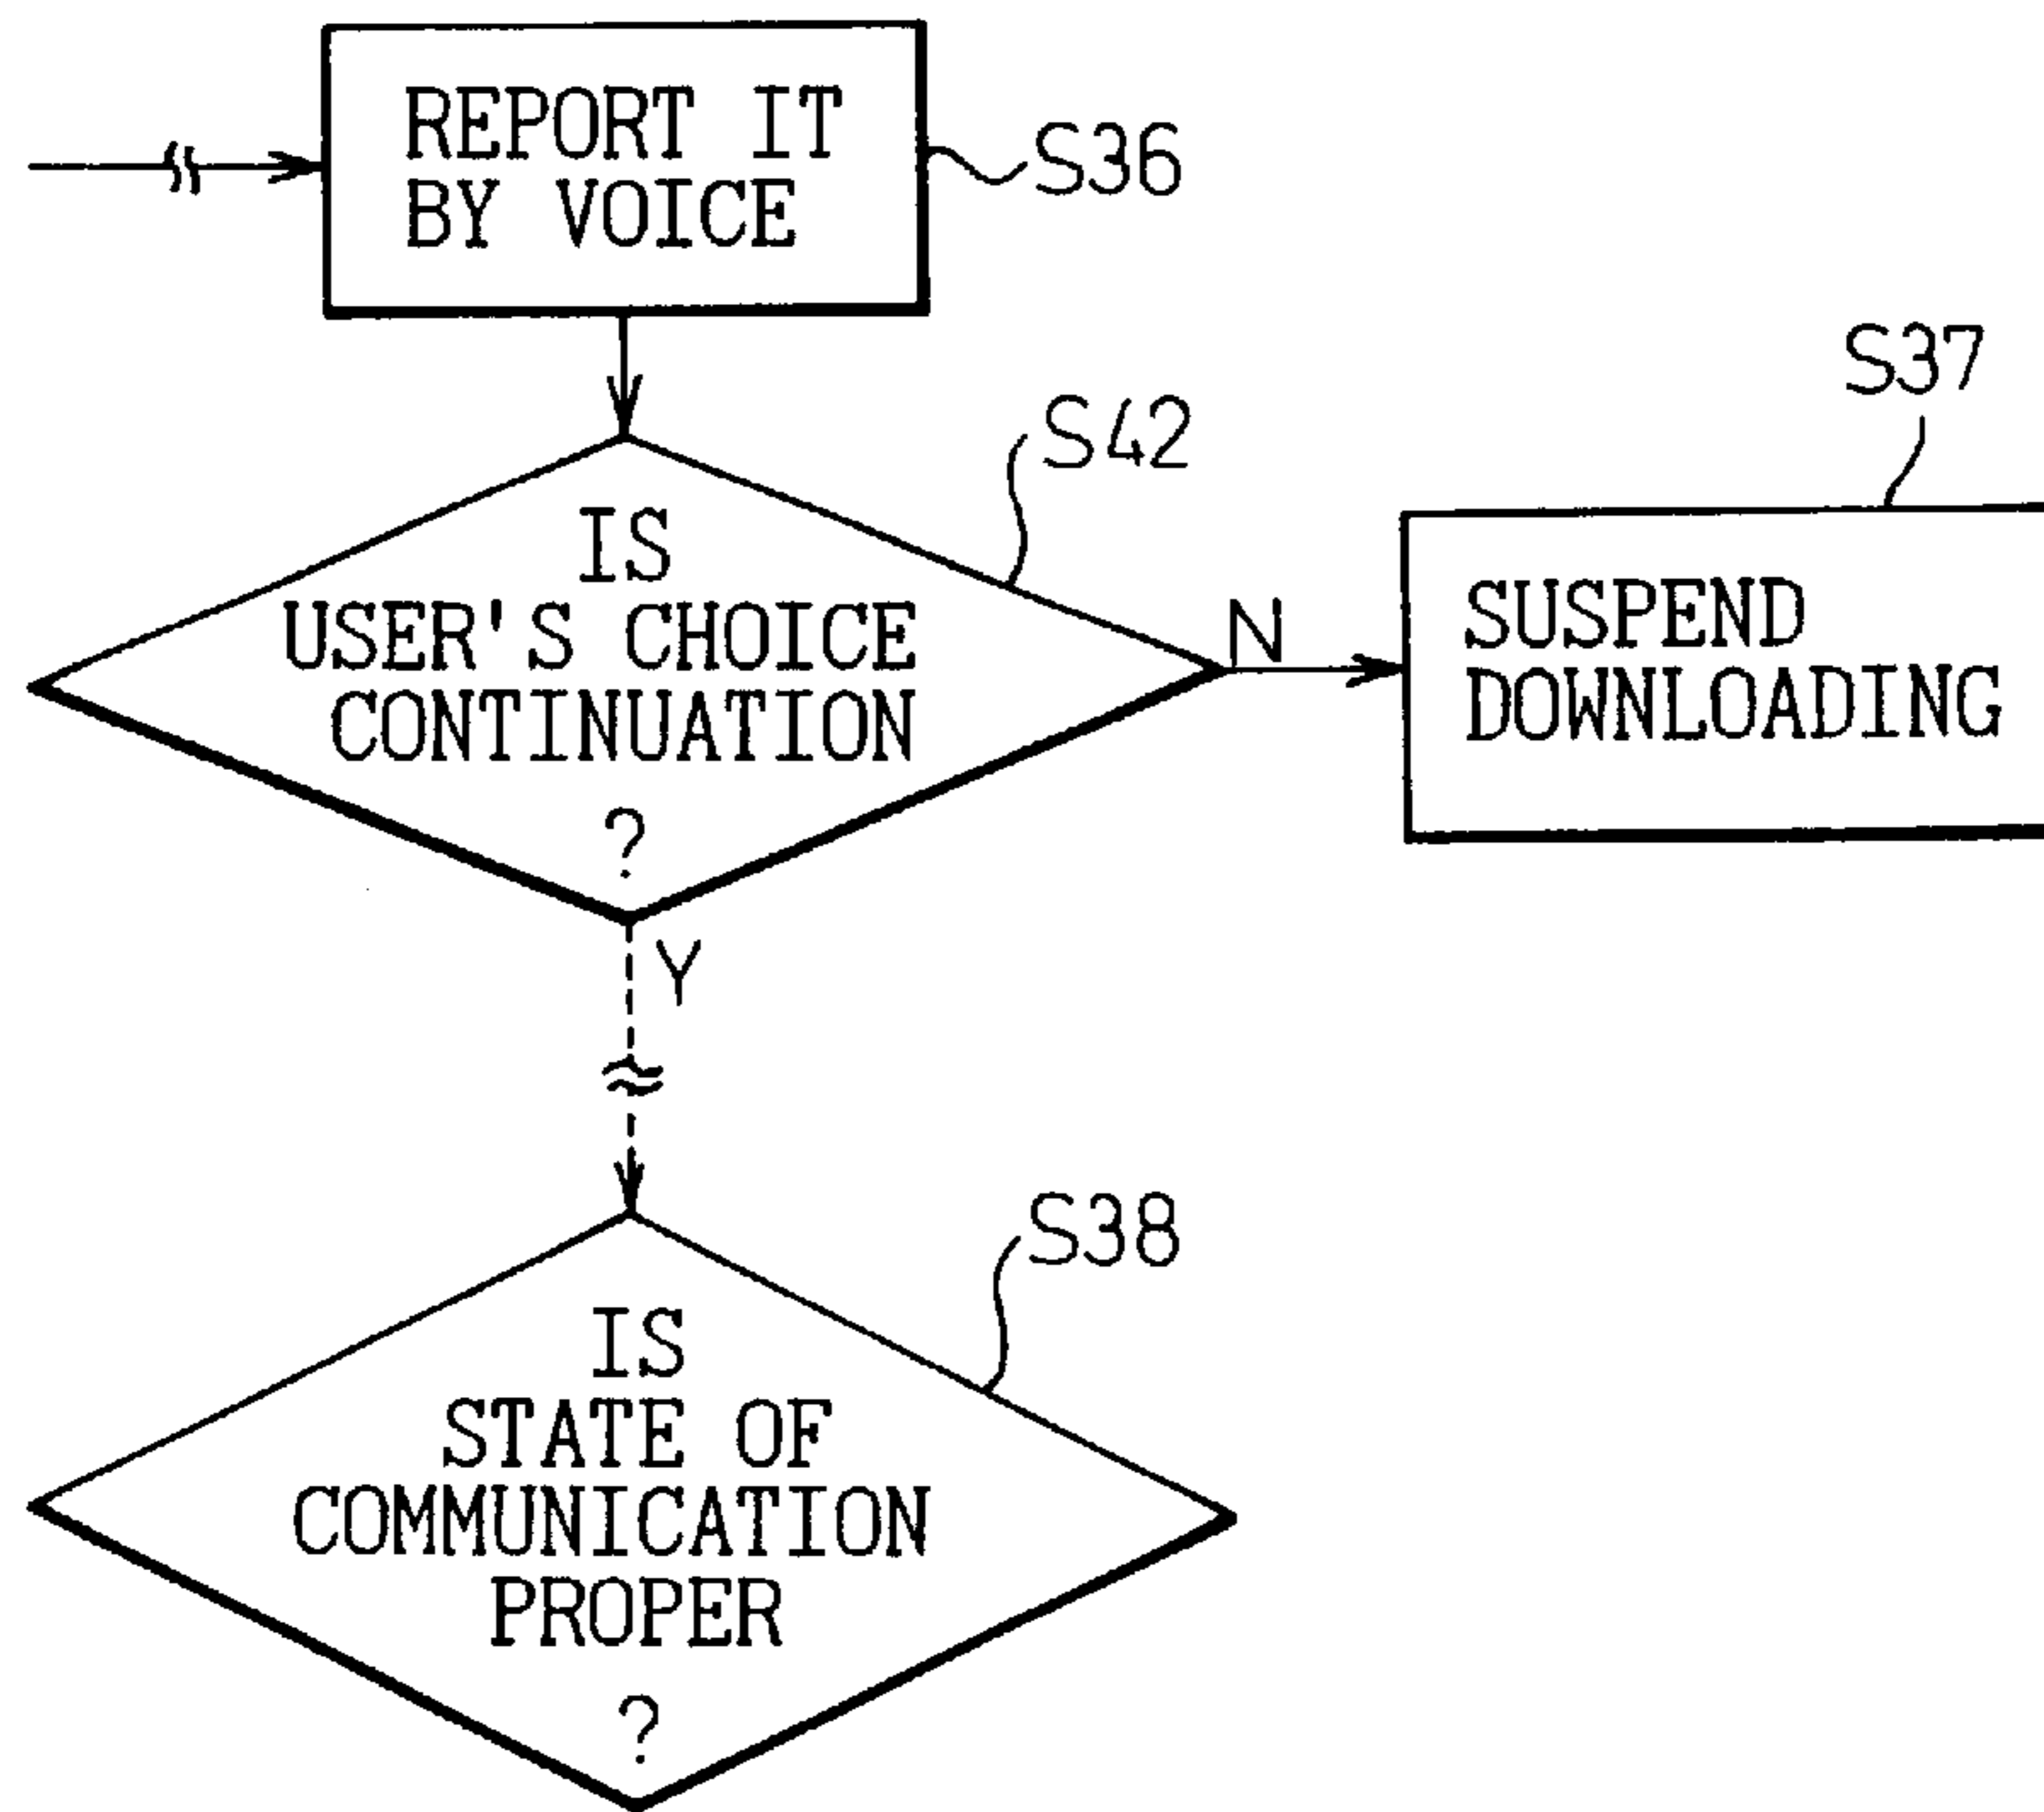 REPORT IT
BY VOICE
S36
S42
IS
USER'S CHOICE
CONTINUATION
?
N
S37
SUSPEND
DOWNLOADING
Y
S38
IS
STATE OF
COMMUNICATION
PROPER
?